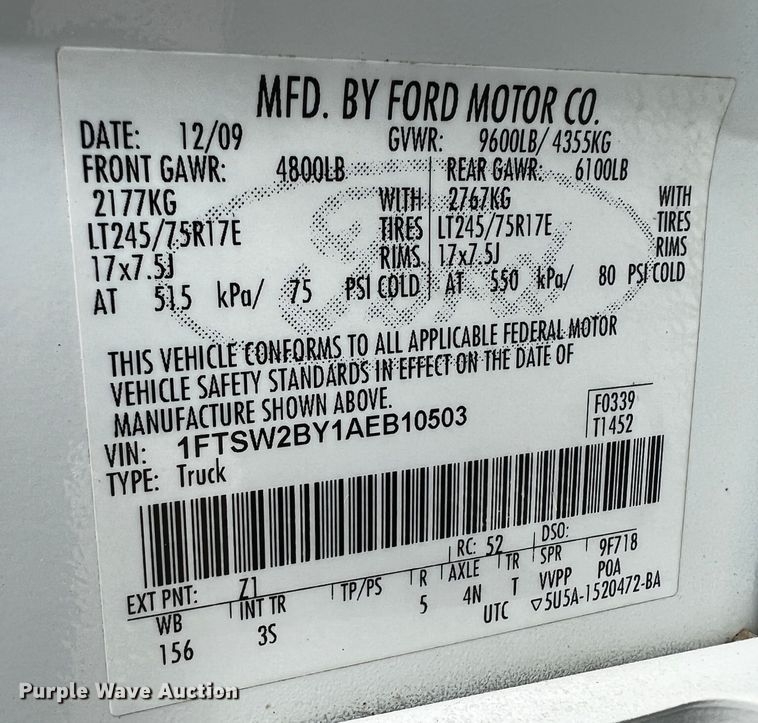 MFD. BY FORD MOTOR CO.
DATE: 12/09 GVWR: 9600LB/ 4355KG
FRONT GAWR: 4800LB REAR GAWR: 6100LB
2177KG WITH 2767KG WITH
LT245/75R17E TIRES LT245/75R17E TIRES
17x7.5J RIMS 17x7.5J RIMS
AT 515 kPa/ 75 PSI COLD AT 550 kPa/ 80 PSI COLD
THIS VEHICLE CONFORMS TO ALL APPLICABLE FEDERAL MOTOR
VEHICLE SAFETY STANDARDS IN EFFECT ON THE DATE OF
MANUFACTURE SHOWN ABOVE.
VIN: 1FTSW2BY1AEB10503 F0339
TYPE: Truck T1452
EXT PNT: Z1 RC: 52 DSO:
WB INT TR TP/PS R AXLE TR SPR 9F718
156 3S 5 4N T VVPP POA
UTC ▽5U5A-1520472-BA
Purple Wave Auction